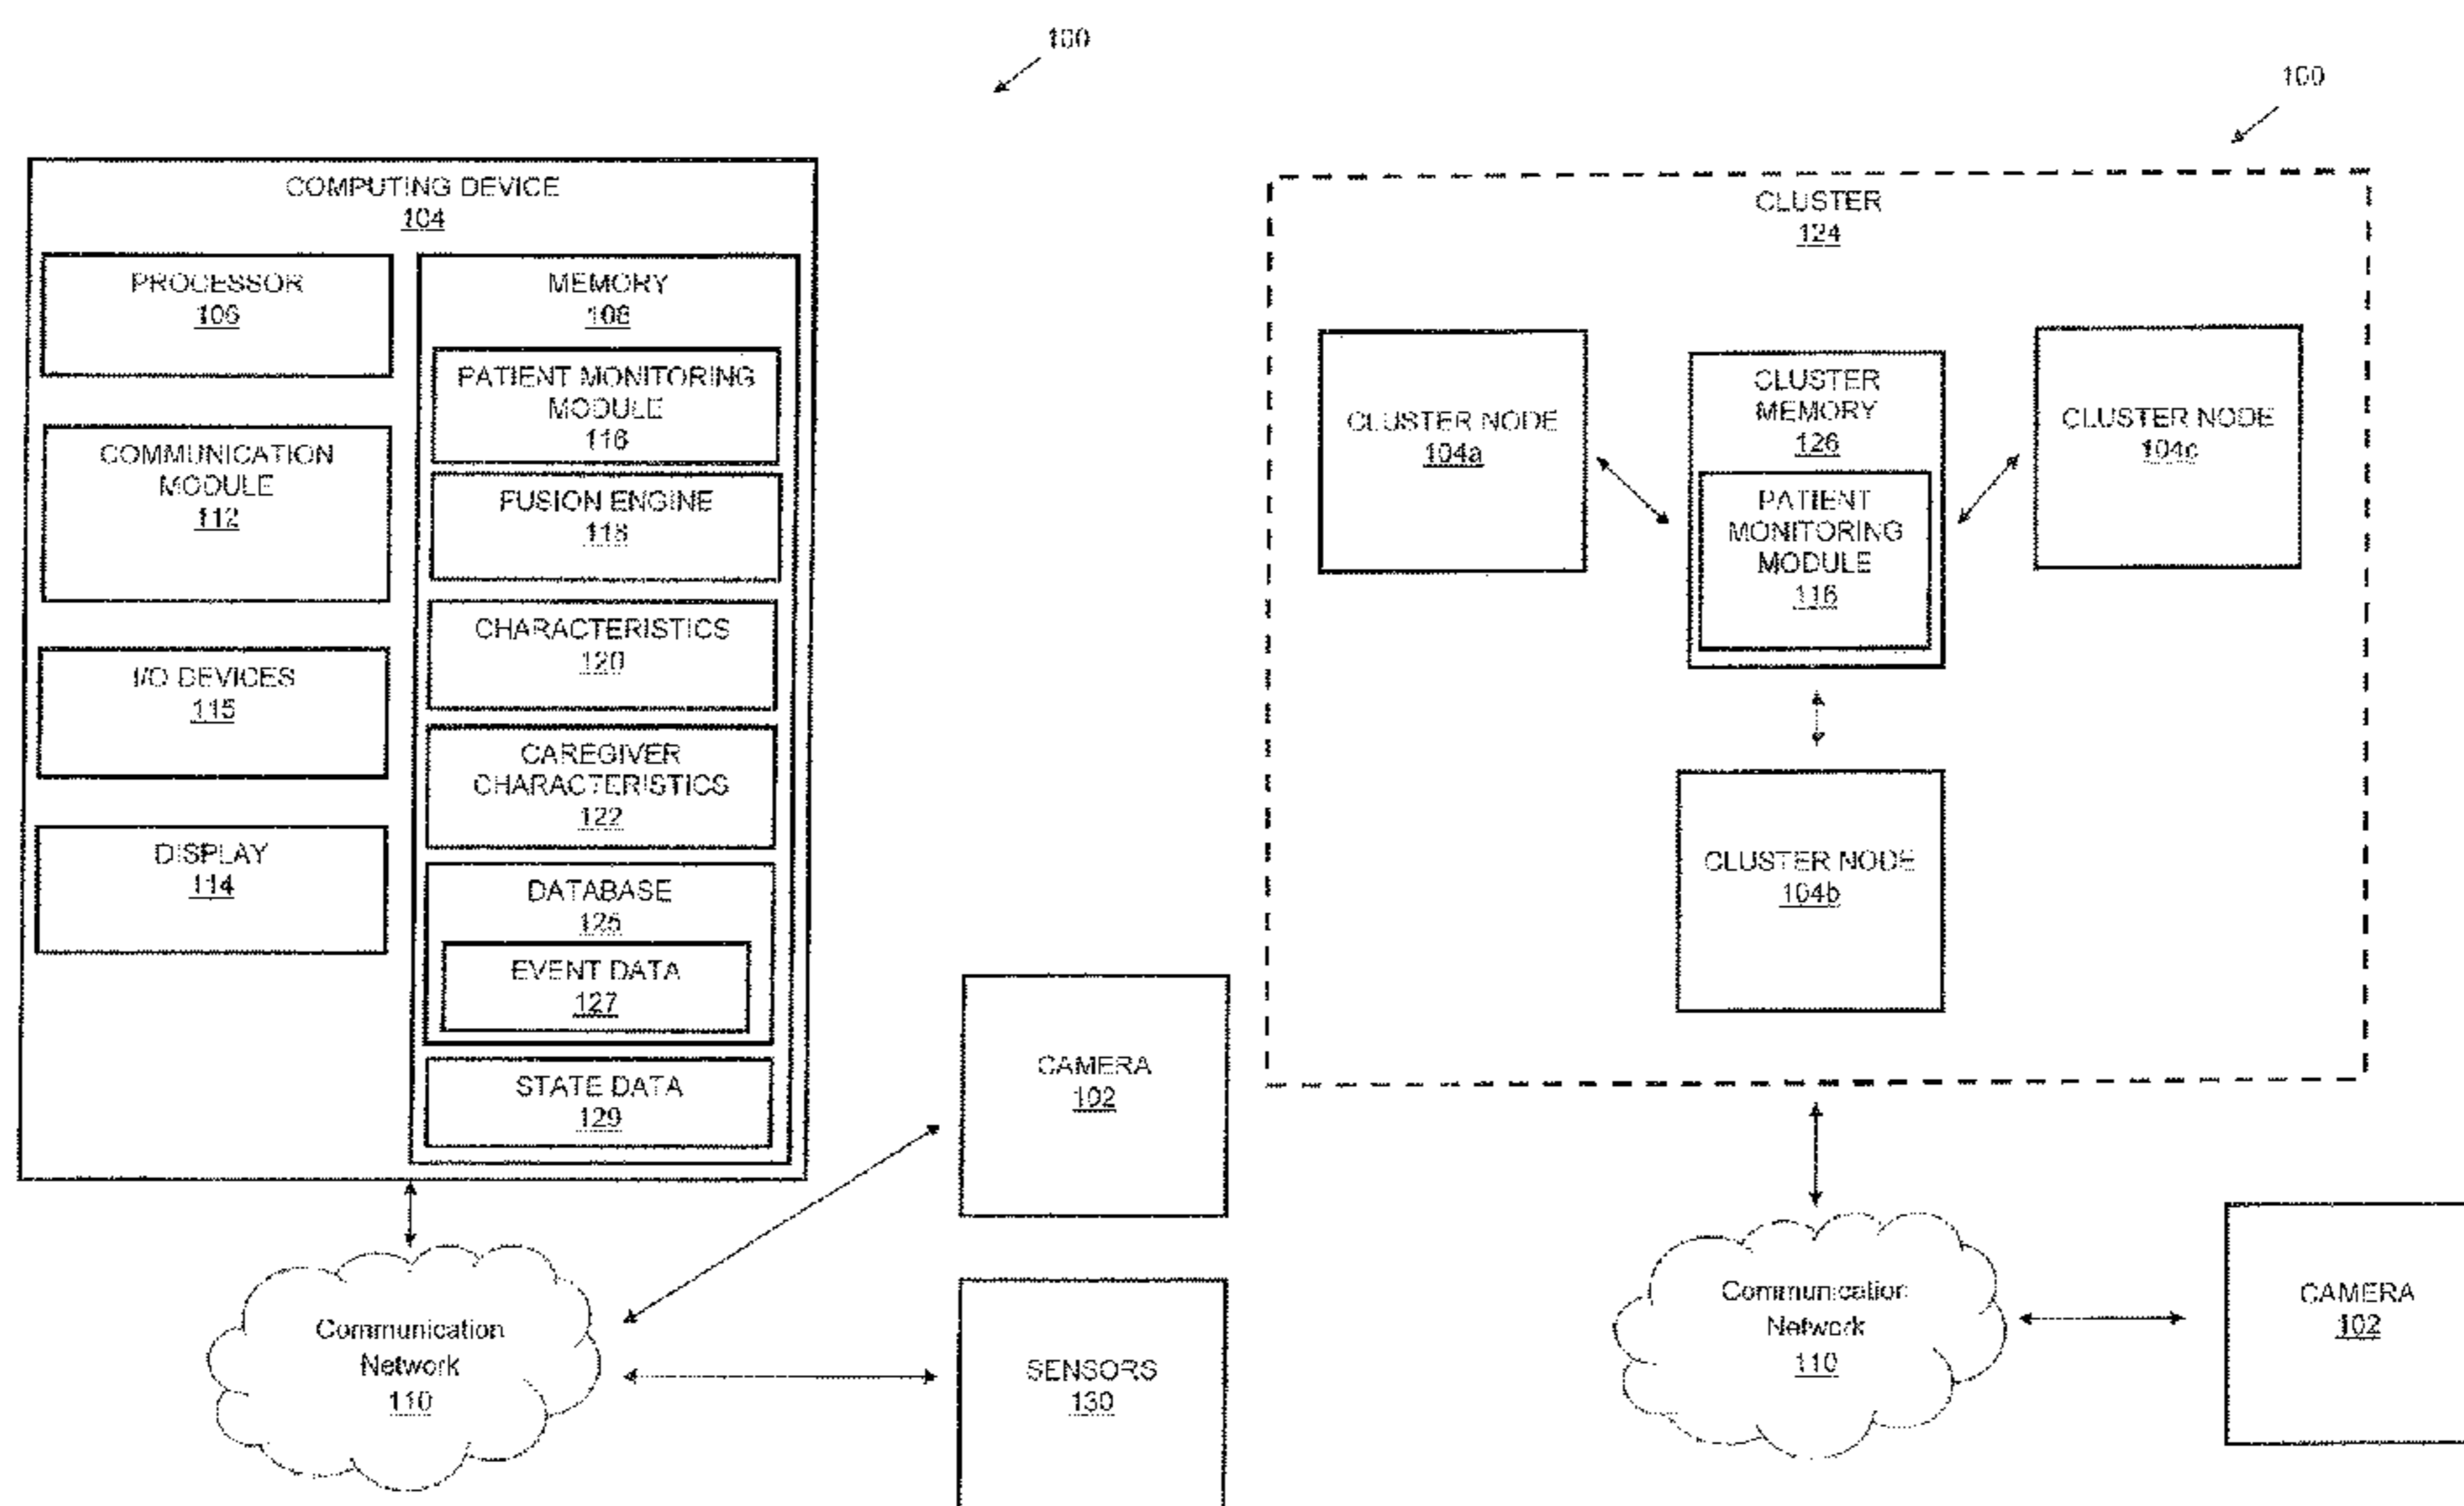 100
COMPUTING DEVICE
104
PROCESSOR
106
COMMUNICATION
MODULE
112
I/O DEVICES
115
DISPLAY
114
MEMORY
108
PATIENT MONITORING
MODULE
116
FUSION ENGINE
118
CHARACTERISTICS
120
CAREGIVER
CHARACTERISTICS
122
DATABASE
125
EVENT DATA
127
STATE DATA
129
CAMERA
102
Communication
Network
110
SENSORS
130
100
CLUSTER
124
CLUSTER NODE
104a
CLUSTER
MEMORY
126
PATIENT
MONITORING
MODULE
116
CLUSTER NODE
104c
CLUSTER NODE
104b
Communication
Network
110
CAMERA
102